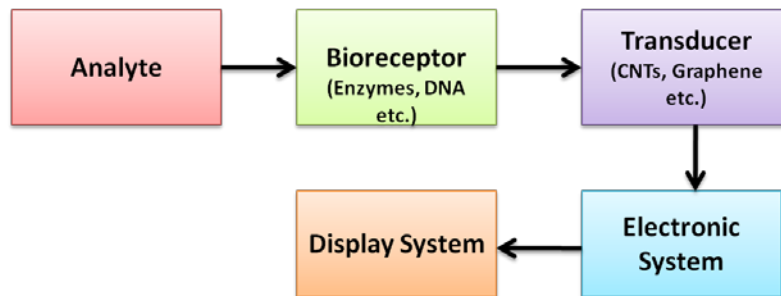 Analyte
Bioreceptor
(Enzymes, DNA
etc.)
Transducer
(CNTs, Graphene
etc.)
Display System
Electronic
System